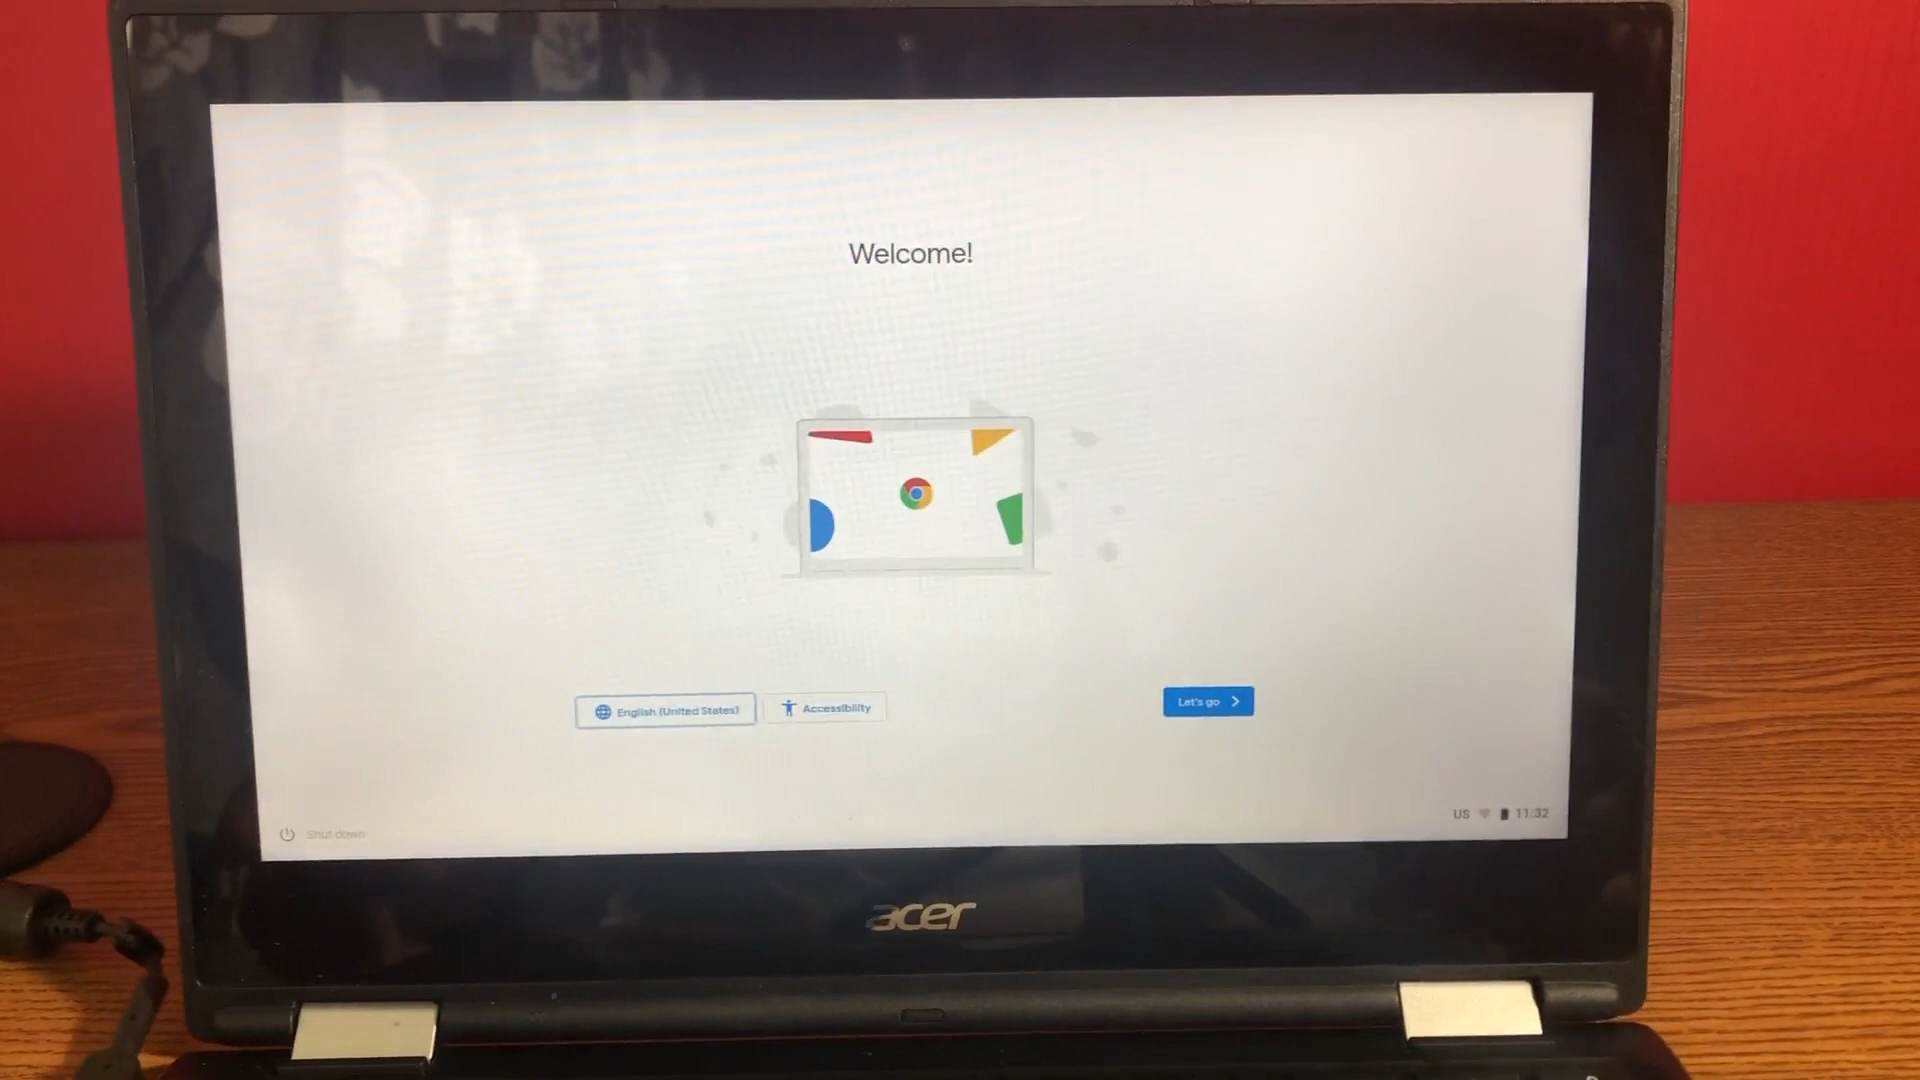 Welcome!
English (United States)
Accessibility
Let's go
Shut down
US 11:32
acer